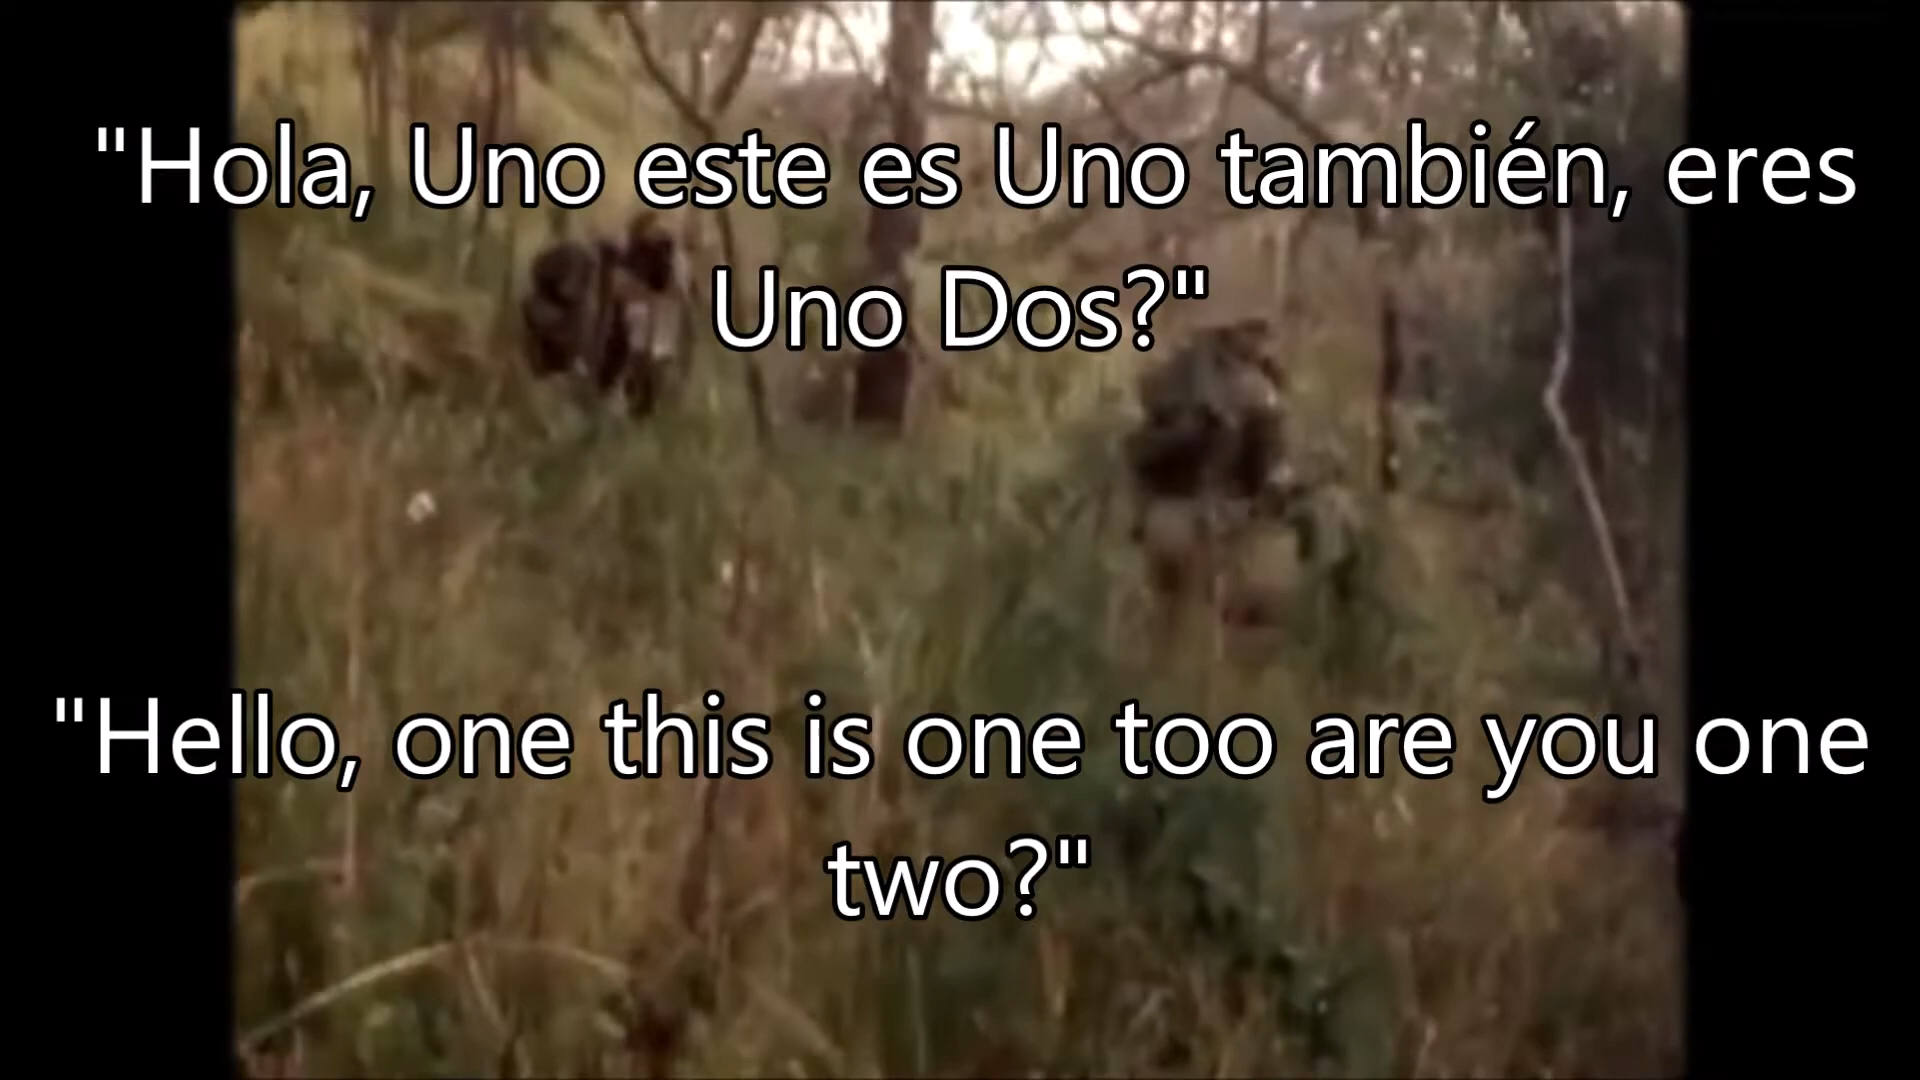 "Hola, Uno este es Uno también, eres
Uno Dos?"
"Hello, one this is one too are you one
two?"